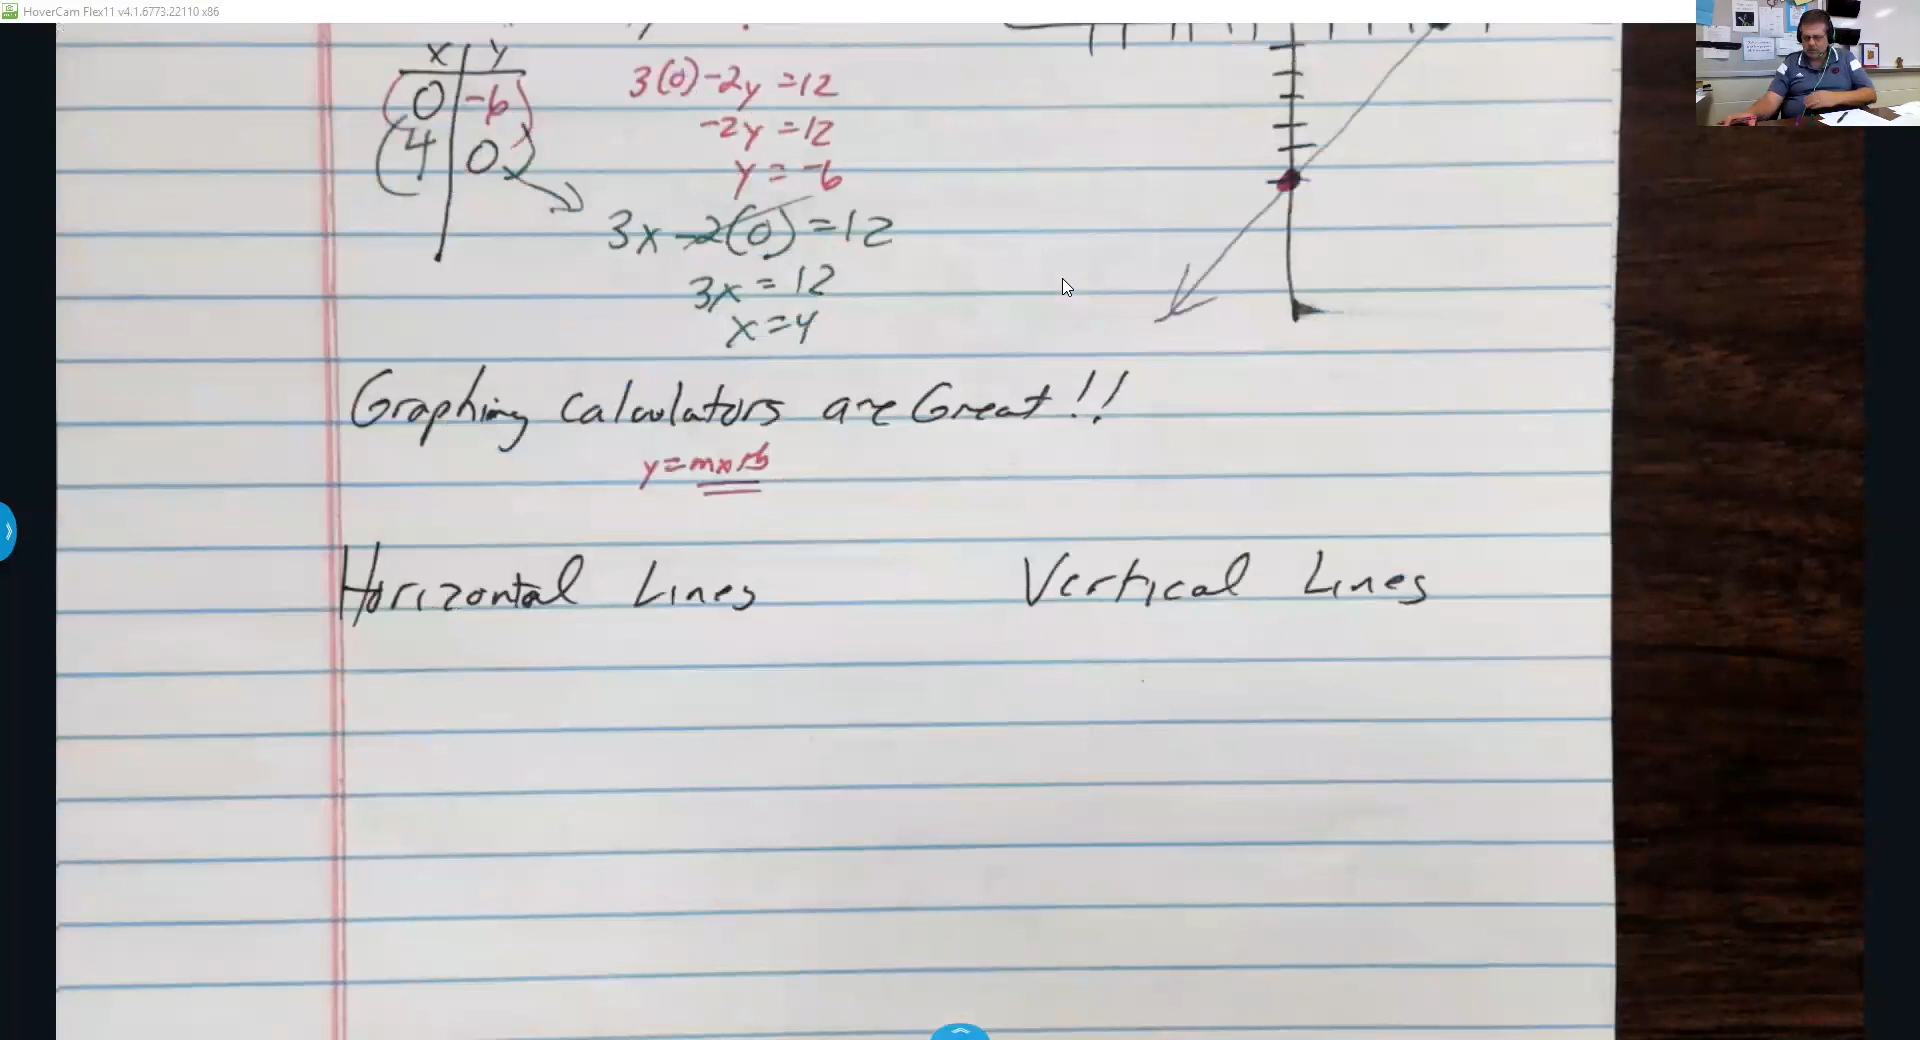 HoverCam Flex11 v4.1.6773.22110 x86
x y
0 -6
4 0
3(0)-2y=12
-2y=12
y=-6
3x-2(0)=12
3x=12
x=4
Graphing Calculators are Great!!
y=mx+b
Horizontal Lines
Vertical Lines